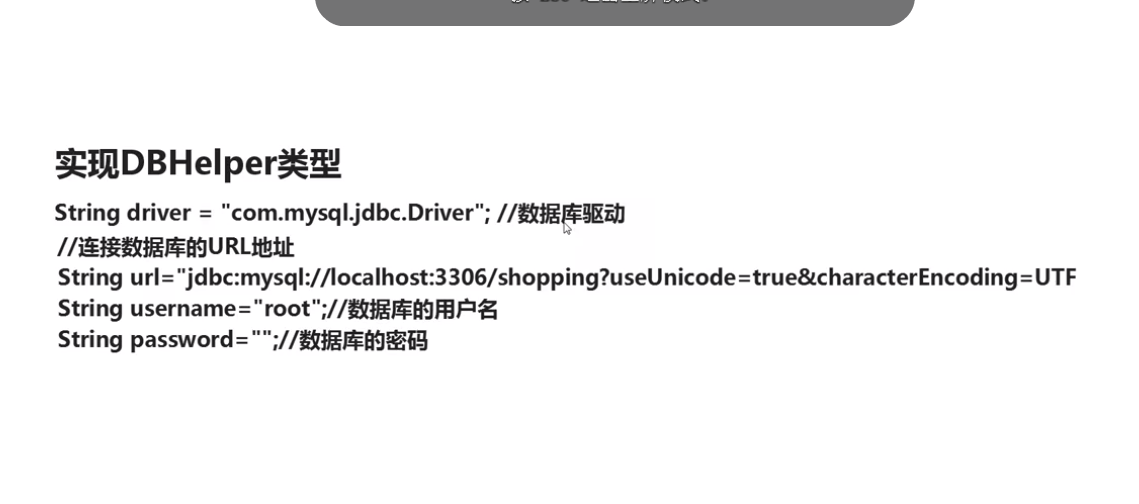 实现DBHelper类型
String driver = "com.mysql.jdbc.Driver"; //数据库驱动
//连接数据库的URL地址
String url="jdbc:mysql://localhost:3306/shopping?useUnicode=true&characterEncoding=UTF
String username="root";//数据库的用户名
String password="";//数据库的密码